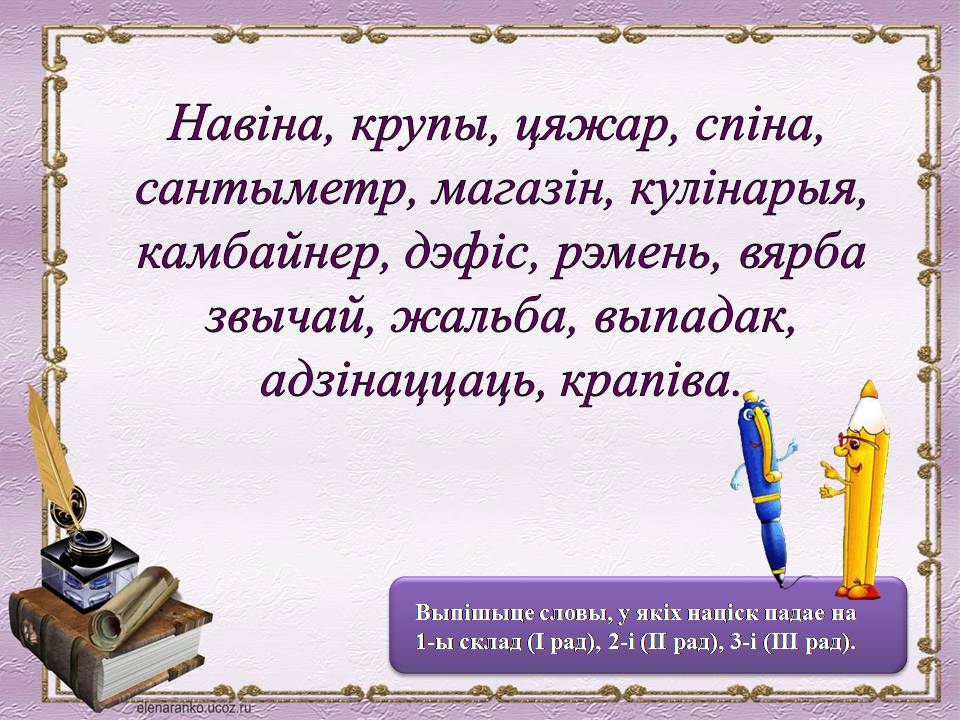 Навіна, крупы, цяжар, спіна,
сантыметр, магазін, кулінарыя,
камбайнер, дэфіс, рэмень, вярба
звычай, жальба, выпадак,
адзінаццаць, крапіва.
Выпішыце словы, у якіх націск падае на
1-ы склад (І рад), 2-і (ІІ рад), 3-і (ІІІ рад).
elenaranko.ucoz.ru